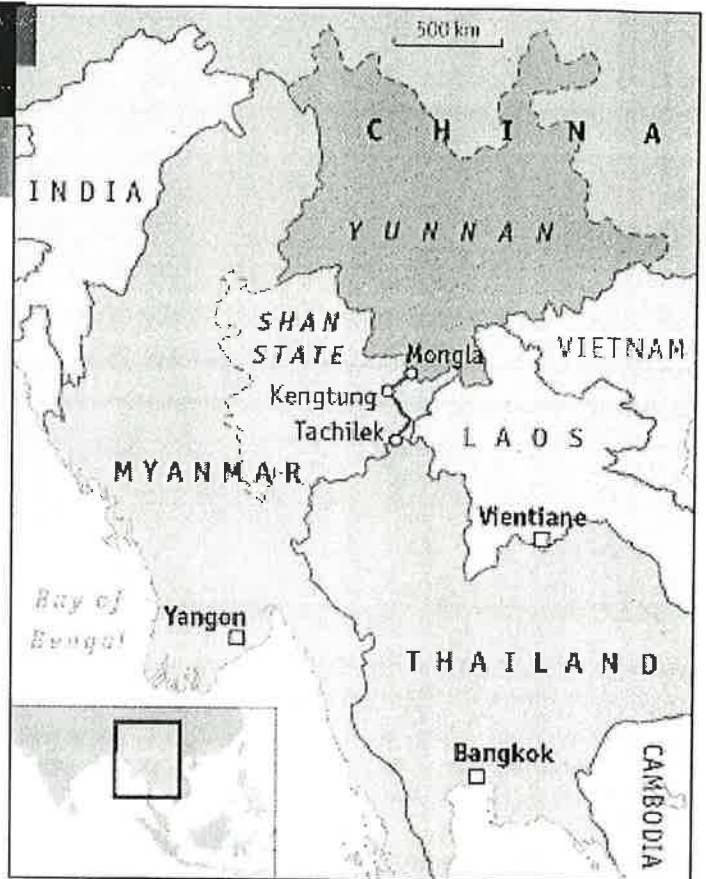 500 km
CHINA
INDIA
YUNNAN
SHAN
STATE
Mongla
VIETNAM
Kengtung
Tachilek
LAOS
MYANMAR
Vientiane
Bay of
Bengal
Yangon
THAILAND
Bangkok
CAMBODIA